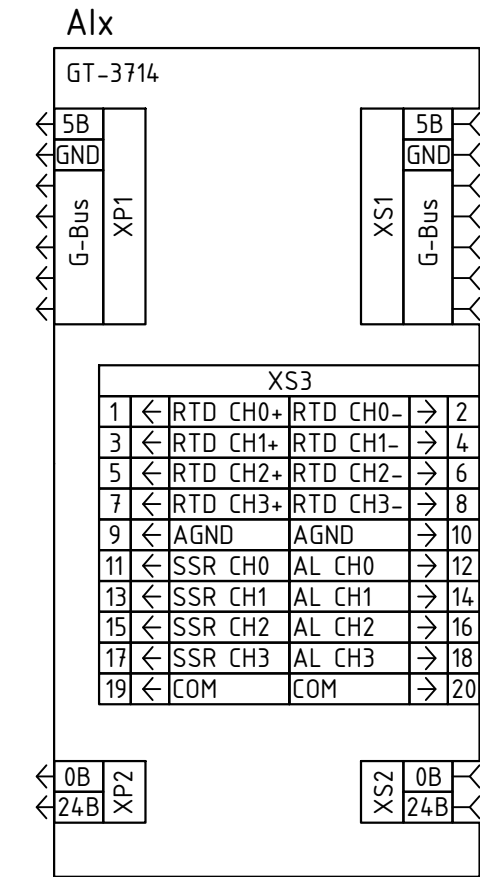 AIx
GT-3714
5В 5В
GND GND
G-Bus XP1 XS1 G-Bus
XS3
1 RTD CH0+ RTD CH0- 2
3 RTD CH1+ RTD CH1- 4
5 RTD CH2+ RTD CH2- 6
7 RTD CH3+ RTD CH3- 8
9 AGND AGND 10
11 SSR CH0 AL CH0 12
13 SSR CH1 AL CH1 14
15 SSR CH2 AL CH2 16
17 SSR CH3 AL CH3 18
19 COM COM 20
0В XP2 XS2 0В
24В 24В